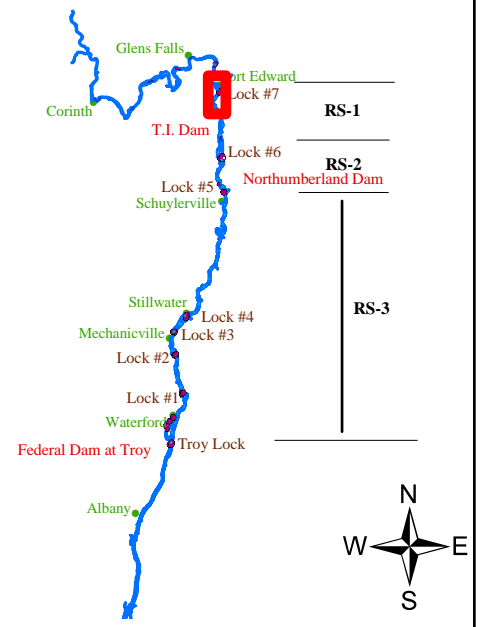 Glens Falls
ort Edward
Lock #7
Corinth
RS-1
T.I. Dam
Lock #6
RS-2
Northumberland Dam
Lock #5
Schuylerville
Stillwater
RS-3
Lock #4
Mechanicville
Lock #3
Lock #2
Lock #1
Waterford
Troy Lock
Federal Dam at Troy
N
Albany
W
E
S